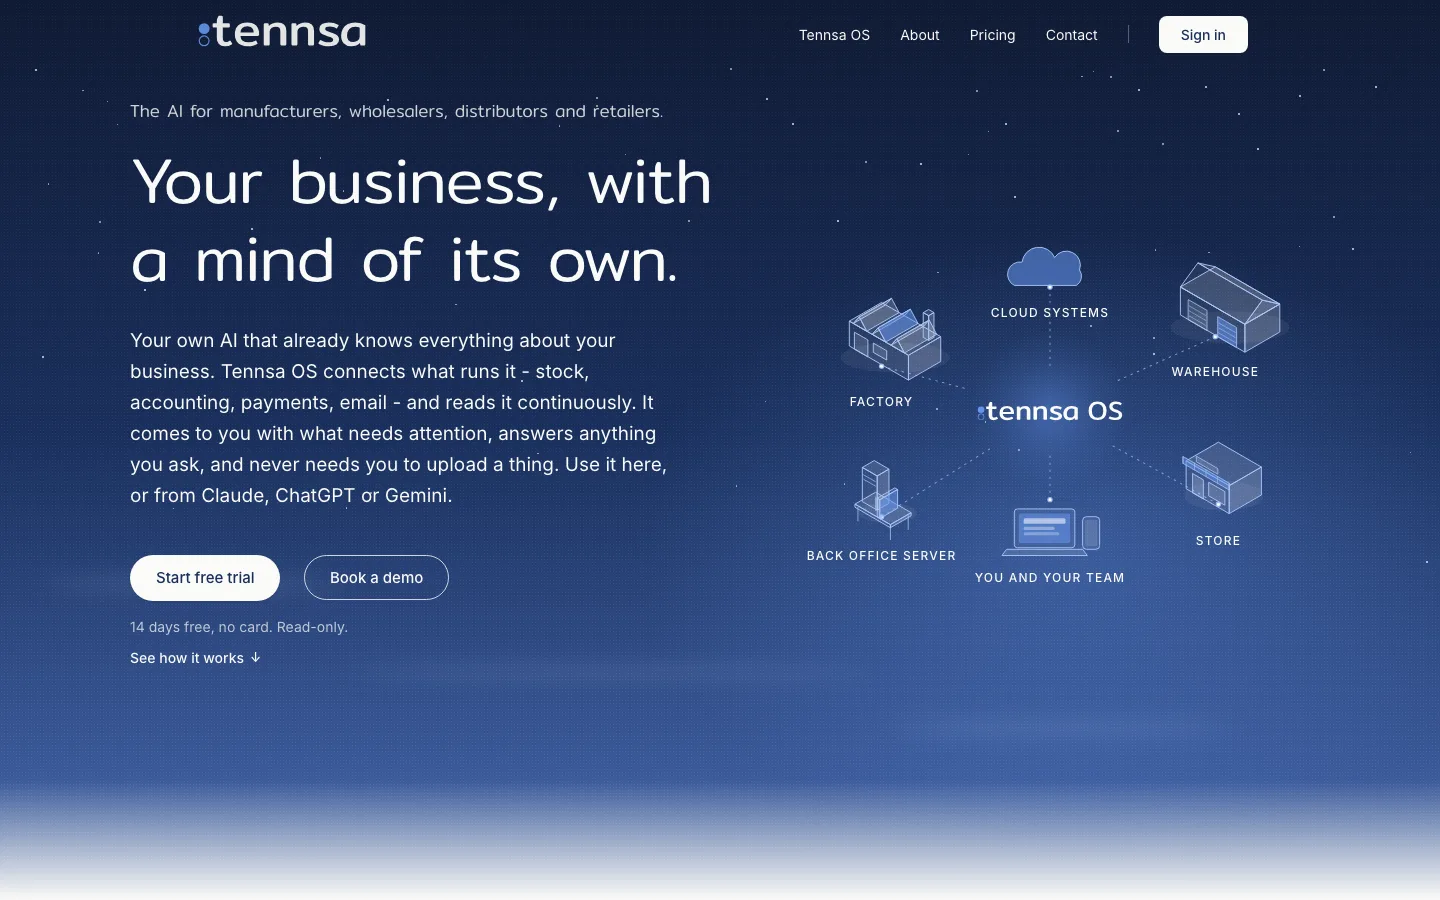 tennsa
Tennsa OS
About
Pricing
Contact
Sign in
The AI for manufacturers, wholesalers, distributors and retailers.
Your business, with
a mind of its own.
Your own AI that already knows everything about your
business. Tennsa OS connects what runs it - stock,
accounting, payments, email - and reads it continuously. It
comes to you with what needs attention, answers anything
you ask, and never needs you to upload a thing. Use it here,
or from Claude, ChatGPT or Gemini.
Start free trial
Book a demo
14 days free, no card. Read-only.
See how it works ↓
CLOUD SYSTEMS
WAREHOUSE
FACTORY
tennsa OS
STORE
BACK OFFICE SERVER
YOU AND YOUR TEAM